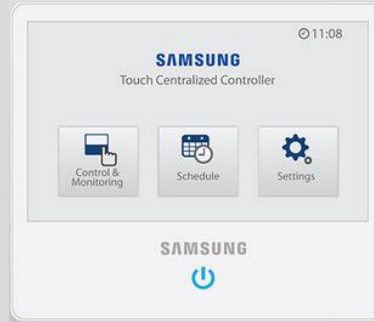 11:08
SAMSUNG
Touch Centralized Controller
Control &
Monitoring
Schedule
Settings
SAMSUNG